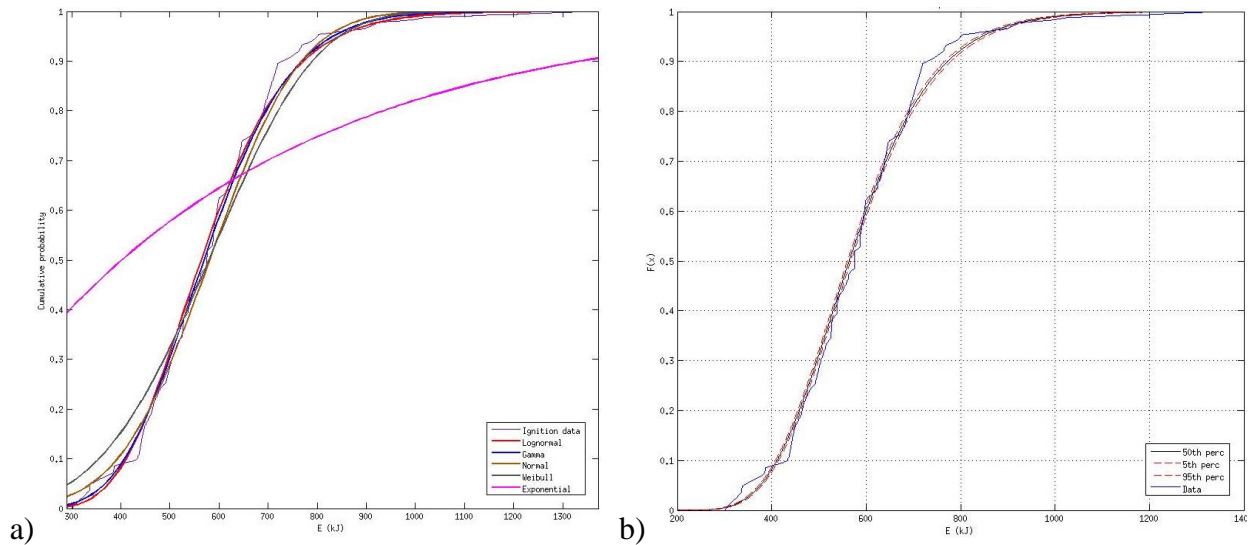 Cumulative probability
1
0.9
0.8
0.7
0.6
0.5
0.4
0.3
0.2
0.1
0
300
400
500
600
700
800
900
1000
1100
1200
1300
E (kJ)
Ignition data
Lognormal
Gamma
Normal
Weibull
Exponential
a)
F(x)
1
0.9
0.8
0.7
0.6
0.5
0.4
0.3
0.2
0.1
0
200
400
600
800
1000
1200
140
E (kJ)
50th perc
5th perc
95th perc
Data
b)